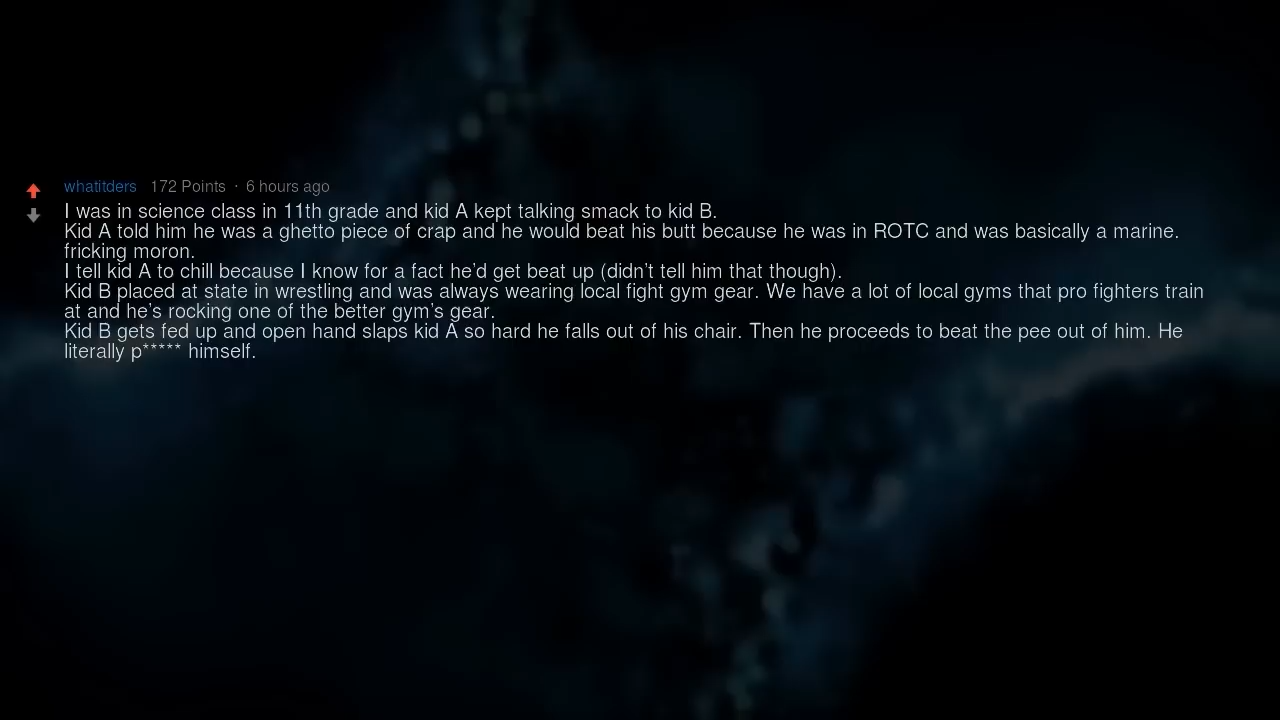 whatitders 172 Points · 6 hours ago
I was in science class in 11th grade and kid A kept talking smack to kid B.
Kid A told him he was a ghetto piece of crap and he would beat his butt because he was in ROTC and was basically a marine.
fricking moron.
I tell kid A to chill because I know for a fact he'd get beat up (didn't tell him that though).
Kid B placed at state in wrestling and was always wearing local fight gym gear. We have a lot of local gyms that pro fighters train
at and he's rocking one of the better gym's gear.
Kid B gets fed up and open hand slaps kid A so hard he falls out of his chair. Then he proceeds to beat the pee out of him. He
literally p***** himself.